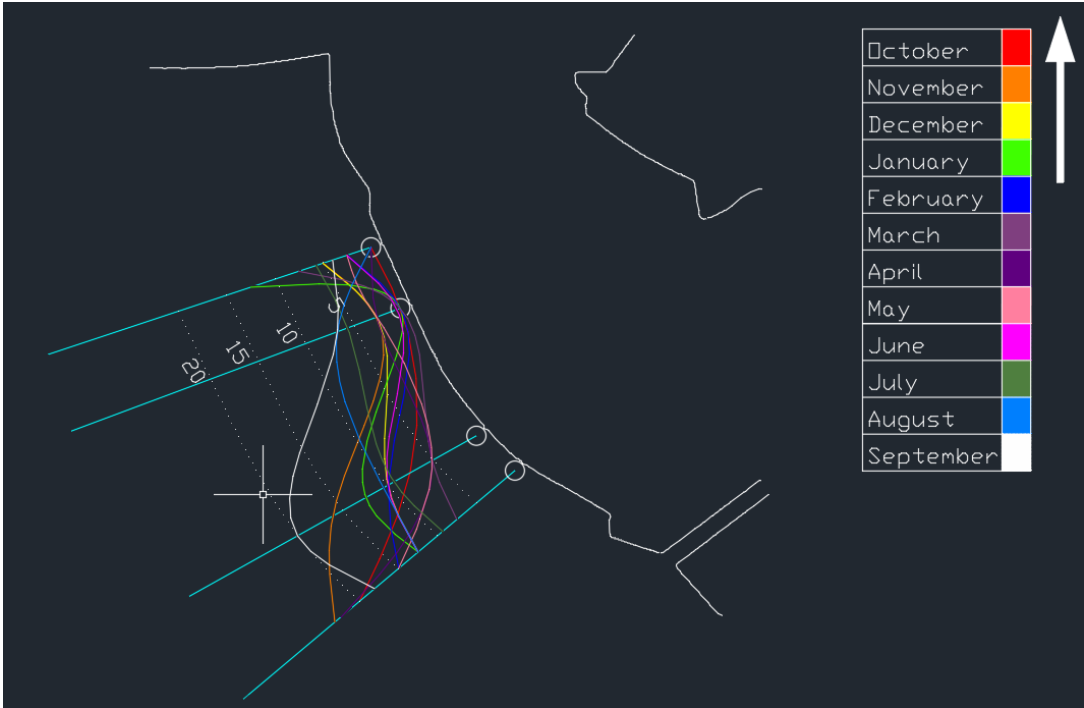 October
November
December
January
February
March
April
May
June
July
August
September
5
10
15
20